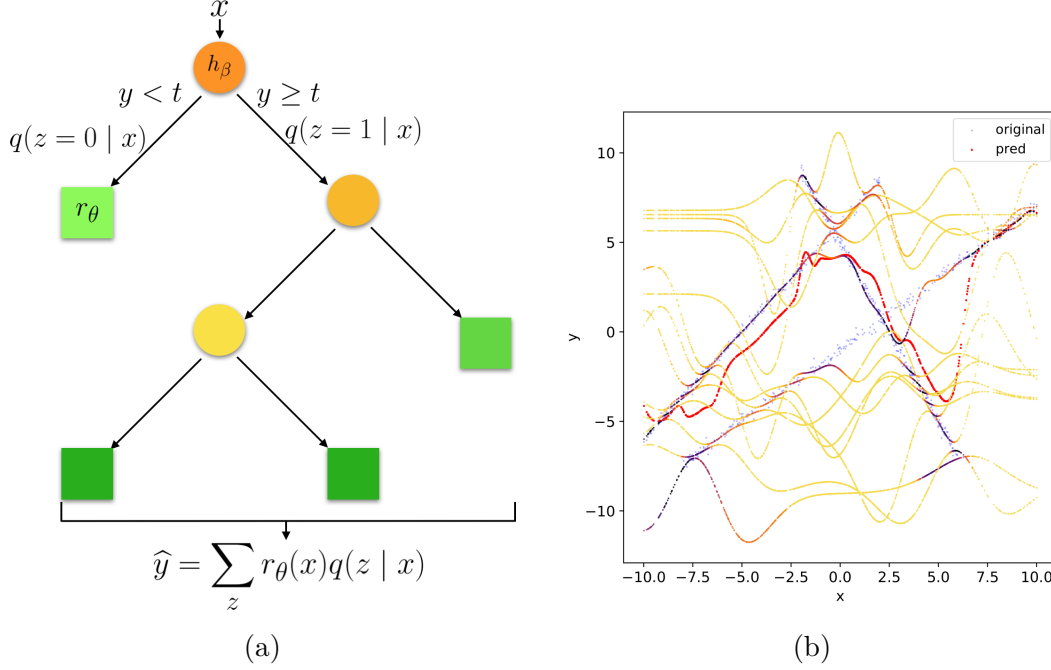 x
h_β
y < t
y ≥ t
q(z = 0 | x)
q(z = 1 | x)
r_θ
ŷ = ∑_z r_θ(x)q(z | x)
(a)
original
pred
10
5
0
−5
−10
y
−10.0 −7.5 −5.0 −2.5 0.0 2.5 5.0 7.5 10.0
x
(b)